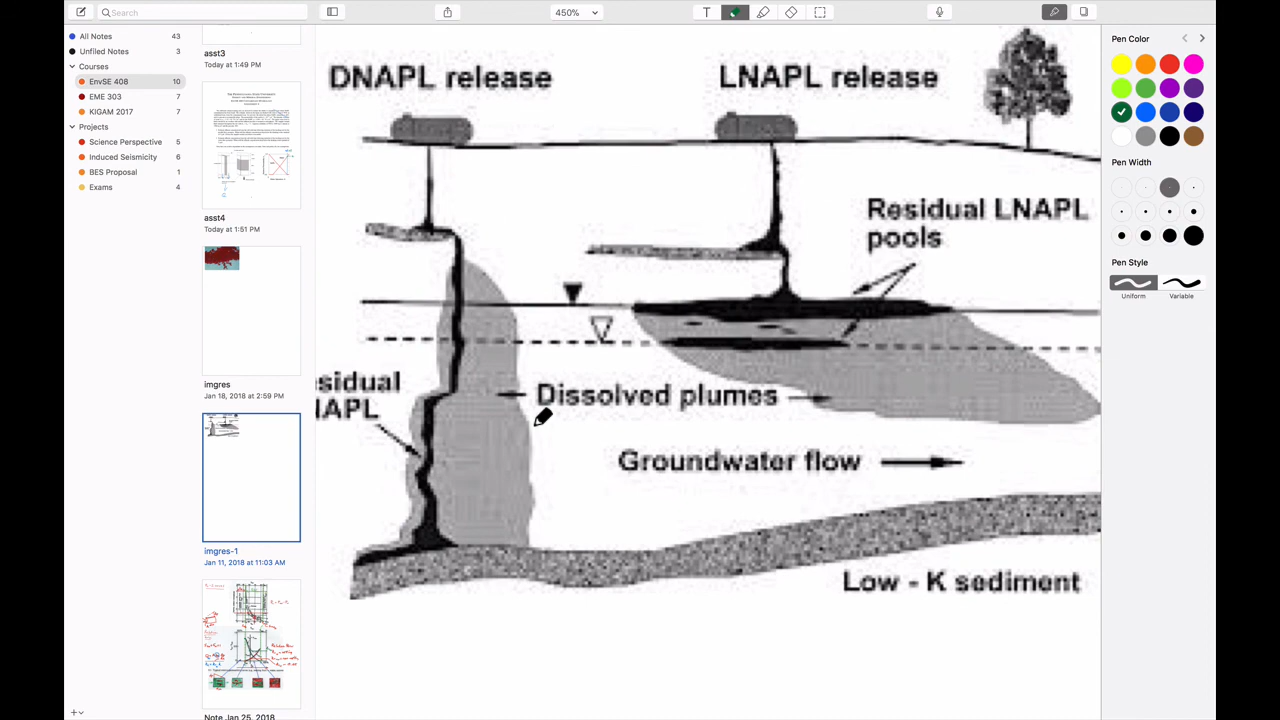 Search
450%
T
All Notes 43
Unfiled Notes 3
Courses
EnvSE 408 10
EME 303 7
KIGAM 2017 7
Projects
Science Perspective 5
Induced Seismicity 6
BES Proposal 1
Exams 4
asst3
Today at 1:49 PM
asst4
Today at 1:51 PM
imgres
Jan 18, 2018 at 2:59 PM
imgres-1
Jan 11, 2018 at 11:03 AM
Note Jan 25, 2018
DNAPL release
LNAPL release
Residual LNAPL
pools
sidual
NAPL
Dissolved plumes
Groundwater flow
Low - K sediment
Pen Color
Pen Width
Pen Style
Uniform
Variable